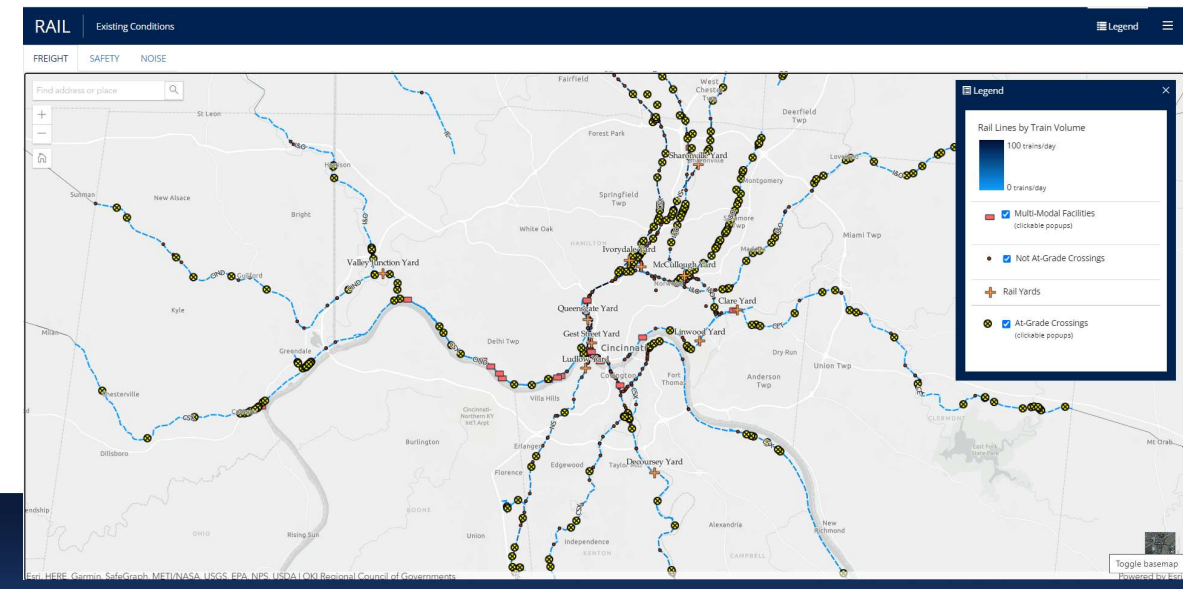 RAIL
Existing Conditions
Legend
FREIGHT
SAFETY
NOISE
Find address or place
Fairfield
West
Deerfield
Twp
St Leon
Forest Park
Sharonville Yard
Montgomery
Sunman
New Alsace
Bright
Springfield
Twp
White Oak
HAMILTON
Miami Twp
Ivorydale Yard
McCullough Yard
Valley Junction Yard
Guilford
Kyle
Queensgate Yard
Clare Yard
Milan
Greendale
Delhi Twp
Gest Street Yard
Cincinnati
Linwood Yard
Dry Run
Ludlow Yard
Covington
Fort
Thomas
Anderson
Twp
Union Twp
Villa Hills
Cincinnati-
Northern KY
Int'l Arpt
CLERMONT
Dillsboro
Burlington
Erlanger
Edgewood
Decoursey Yard
Florence
East Fork
State Park
Mt Orab
BOONE
Alexandria
New
Richmond
OHIO
Rising Sun
Union
Independence
KENTON
CAMPBELL
Legend
Rail Lines by Train Volume
100 trains/day
0 trains/day
Multi-Modal Facilities
(clickable popups)
Not At-Grade Crossings
Rail Yards
At-Grade Crossings
(clickable popups)
Toggle basemap
Esri, HERE, Garmin, SafeGraph, METI/NASA, USGS, EPA, NPS, USDA | OKI Regional Council of Governments
Powered by Esri